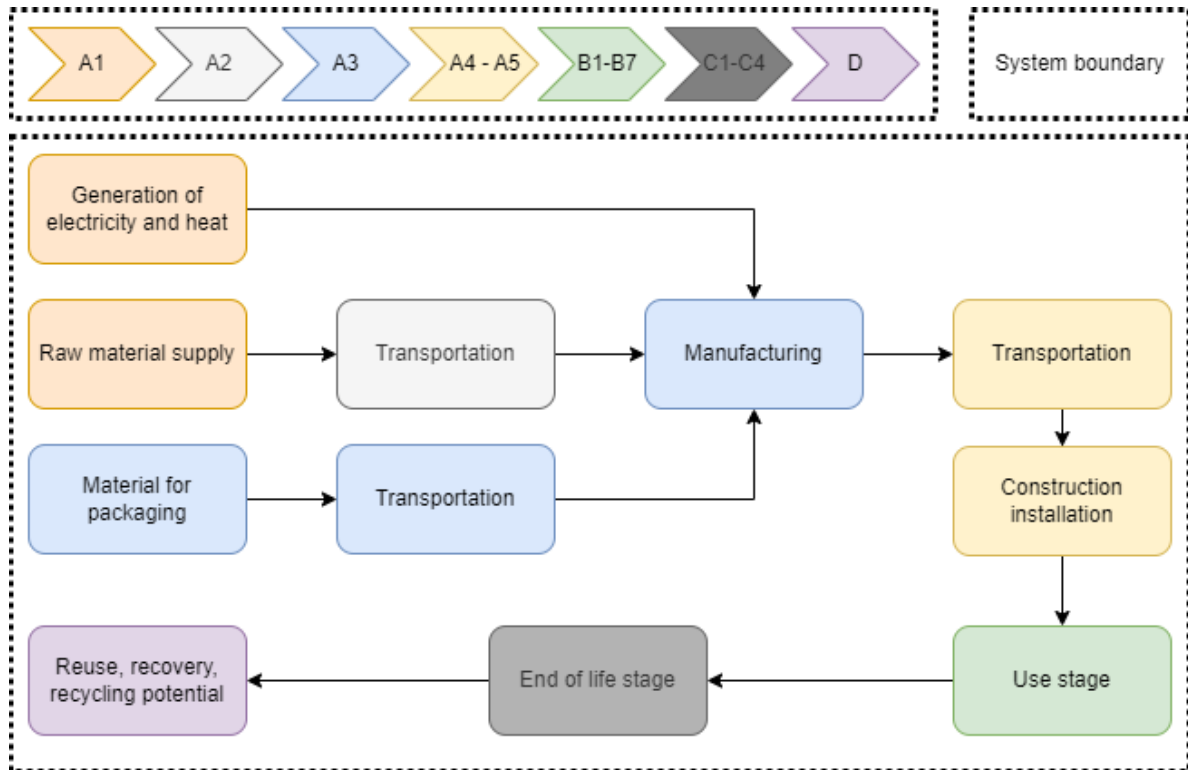 A1
A2
A3
A4 - A5
B1-B7
C1-C4
D
System boundary
Generation of
electricity and heat
Raw material supply
Transportation
Manufacturing
Transportation
Material for
packaging
Transportation
Construction
installation
Reuse, recovery,
recycling potential
End of life stage
Use stage